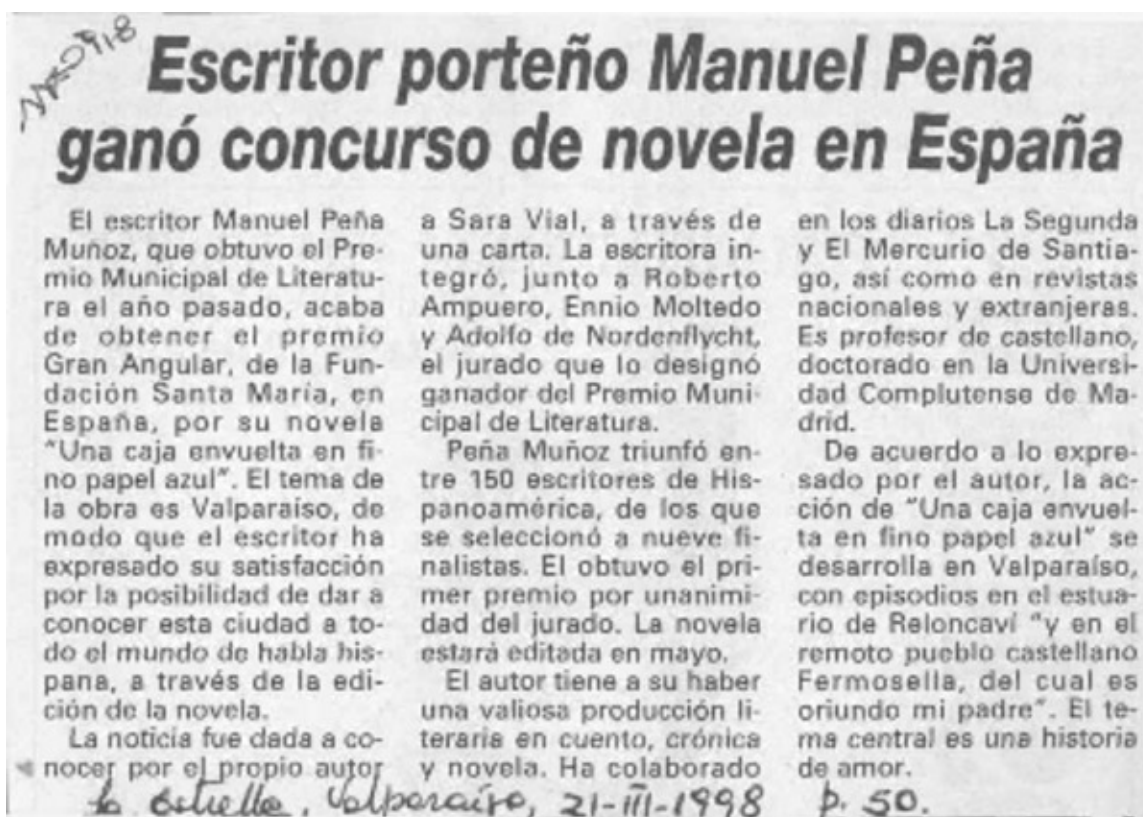 Escritor porteño Manuel Peña
ganó concurso de novela en España
El escritor Manuel Peña
Muñoz, que obtuvo el Pre-
mio Municipal de Literatu-
ra el año pasado, acaba
de obtener el premio
Gran Angular, de la Fun-
dación Santa María, en
España, por su novela
"Una caja envuelta en fi-
no papel azul". El tema de
la obra es Valparaíso, de
modo que el escritor ha
expresado su satisfacción
por la posibilidad de dar a
conocer esta ciudad a to-
do el mundo de habla his-
pana, a través de la edi-
ción de la novela.
La noticia fue dada a co-
nocer por el propio autor
a Sara Vial, a través de
una carta. La escritora in-
tegró, junto a Roberto
Ampuero, Ennio Moltedo
y Adolfo de Nordenflycht,
el jurado que lo designó
ganador del Premio Muni-
cipal de Literatura.
Peña Muñoz triunfó en-
tre 150 escritores de His-
panoamérica, de los que
se seleccionó a nueve fi-
nalistas. El obtuvo el pri-
mer premio por unanimi-
dad del jurado. La novela
estará editada en mayo.
El autor tiene a su haber
una valiosa producción li-
teraria en cuento, crónica
y novela. Ha colaborado
en los diarios La Segunda
y El Mercurio de Santia-
go, así como en revistas
nacionales y extranjeras.
Es profesor de castellano,
doctorado en la Universi-
dad Complutense de Ma-
drid.
De acuerdo a lo expre-
sado por el autor, la ac-
ción de "Una caja envuel-
ta en fino papel azul" se
desarrolla en Valparaíso,
con episodios en el estua-
rio de Reloncaví "y en el
remoto pueblo castellano
Fermosella, del cual es
oriundo mi padre". El te-
ma central es una historia
de amor.
La Estrella, Valparaíso, 21-III-1998 p. 50.